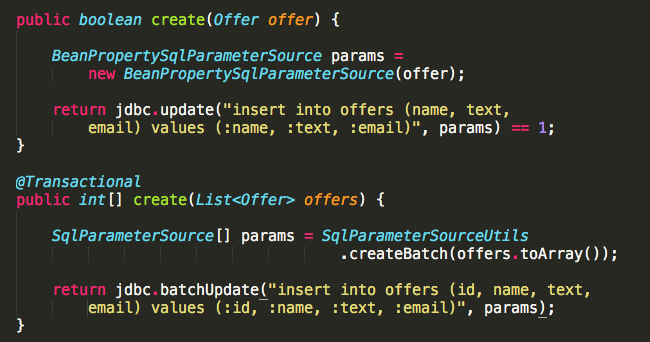 public boolean create(Offer offer) {
BeanPropertySqlParameterSource params =
new BeanPropertySqlParameterSource(offer);
return jdbc.update("insert into offers (name, text,
email) values (:name, :text, :email)", params) == 1;
}
@Transactional
public int[] create(List<Offer> offers) {
SqlParameterSource[] params = SqlParameterSourceUtils
.createBatch(offers.toArray());
return jdbc.batchUpdate("insert into offers (id, name, text,
email) values (:id, :name, :text, :email)", params);
}